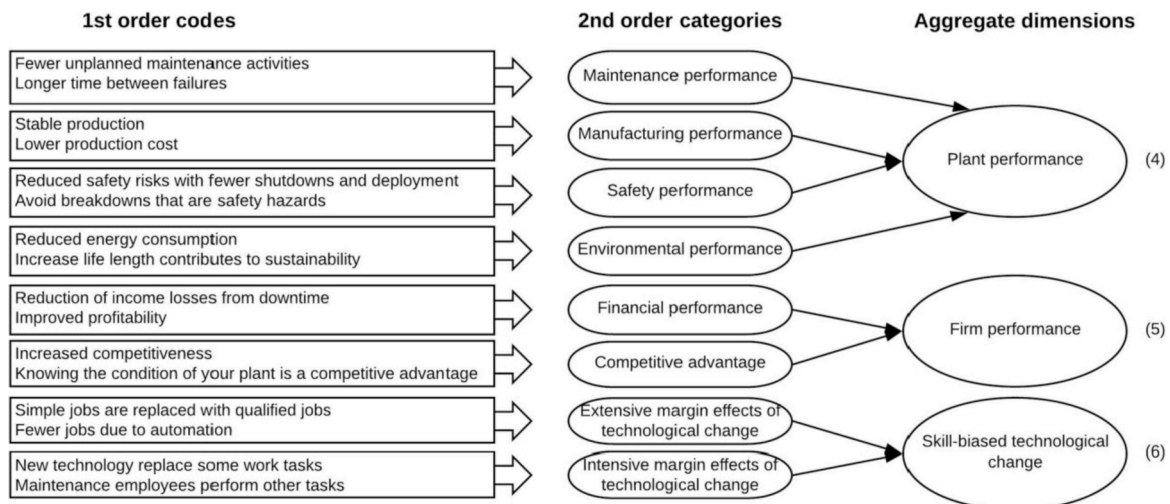 1st order codes
2nd order categories
Aggregate dimensions
Fewer unplanned maintenance activities
Longer time between failures
Maintenance performance
Stable production
Lower production cost
Manufacturing performance
Plant performance
(4)
Reduced safety risks with fewer shutdowns and deployment
Avoid breakdowns that are safety hazards
Safety performance
Reduced energy consumption
Increase life length contributes to sustainability
Environmental performance
Reduction of income losses from downtime
Improved profitability
Financial performance
Firm performance
(5)
Increased competitiveness
Knowing the condition of your plant is a competitive advantage
Competitive advantage
Simple jobs are replaced with qualified jobs
Fewer jobs due to automation
Extensive margin effects of
technological change
Skill-biased technological
change
(6)
New technology replace some work tasks
Maintenance employees perform other tasks
Intensive margin effects of
technological change